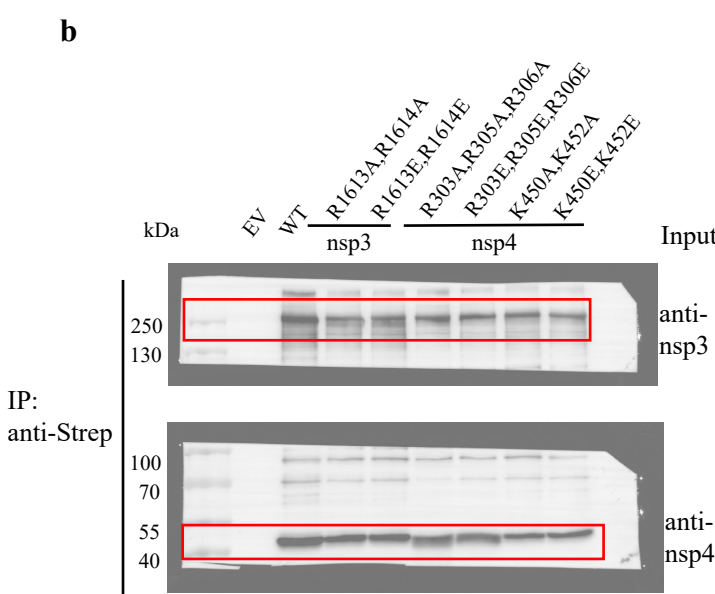 b
kDa
EV
WT
R1613A,R1614A
R1613E,R1614E
R303A,R305A,R306A
R303E,R305E,R306E
K450A,K452A
K450E,K452E
nsp3
nsp4
Input
250
130
anti-
nsp3
IP:
anti-Strep
100
70
55
40
anti-
nsp4